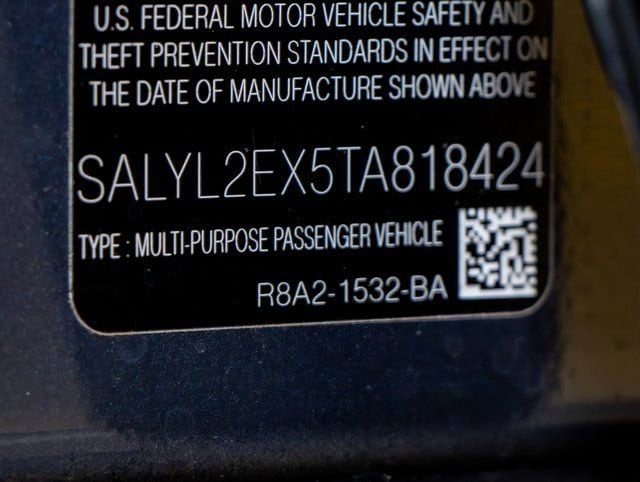 U.S. FEDERAL MOTOR VEHICLE SAFETY AND
THEFT PREVENTION STANDARDS IN EFFECT ON
THE DATE OF MANUFACTURE SHOWN ABOVE
SALYL2EX5TA818424
TYPE : MULTI-PURPOSE PASSENGER VEHICLE
R8A2-1532-BA